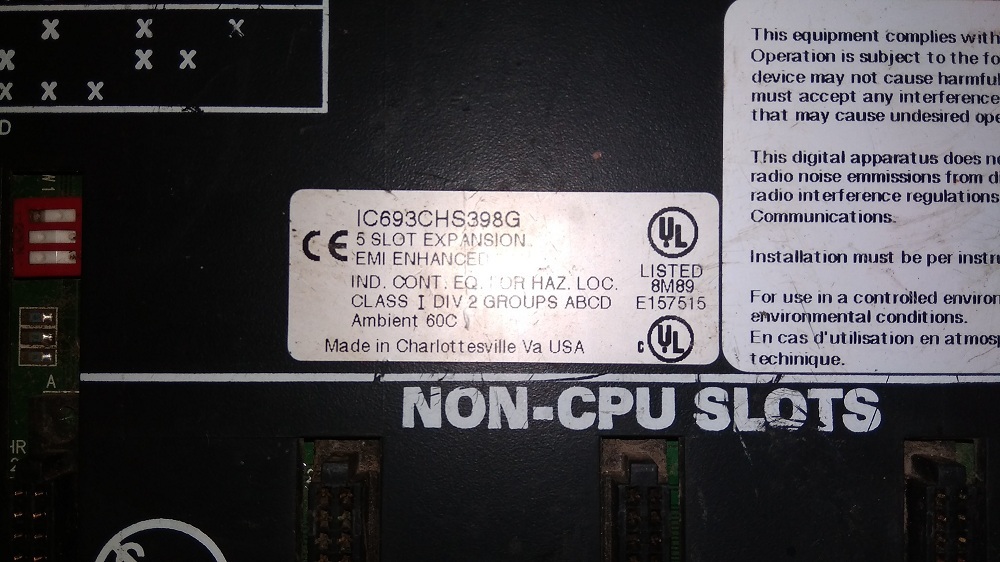 X X X
X X X
X X X
D
IC693CHS398G
CE 5 SLOT EXPANSION
EMI ENHANCED
IND. CONT. EQ. FOR HAZ. LOC.
CLASS I DIV 2 GROUPS ABCD
Ambient 60C
Made in Charlottesville Va USA
UL
LISTED
8M89
E157515
c UL
This equipment complies with
Operation is subject to the fo
device may not cause harmful
must accept any interference
that may cause undesired ope
This digital apparatus does n
radio noise emmissions from d
radio interference regulations
Communications.
Installation must be per instr
For use in a controlled environ
environmental conditions.
En cas d'utilisation en atmosp
techinique.
A
NON-CPU SLOTS